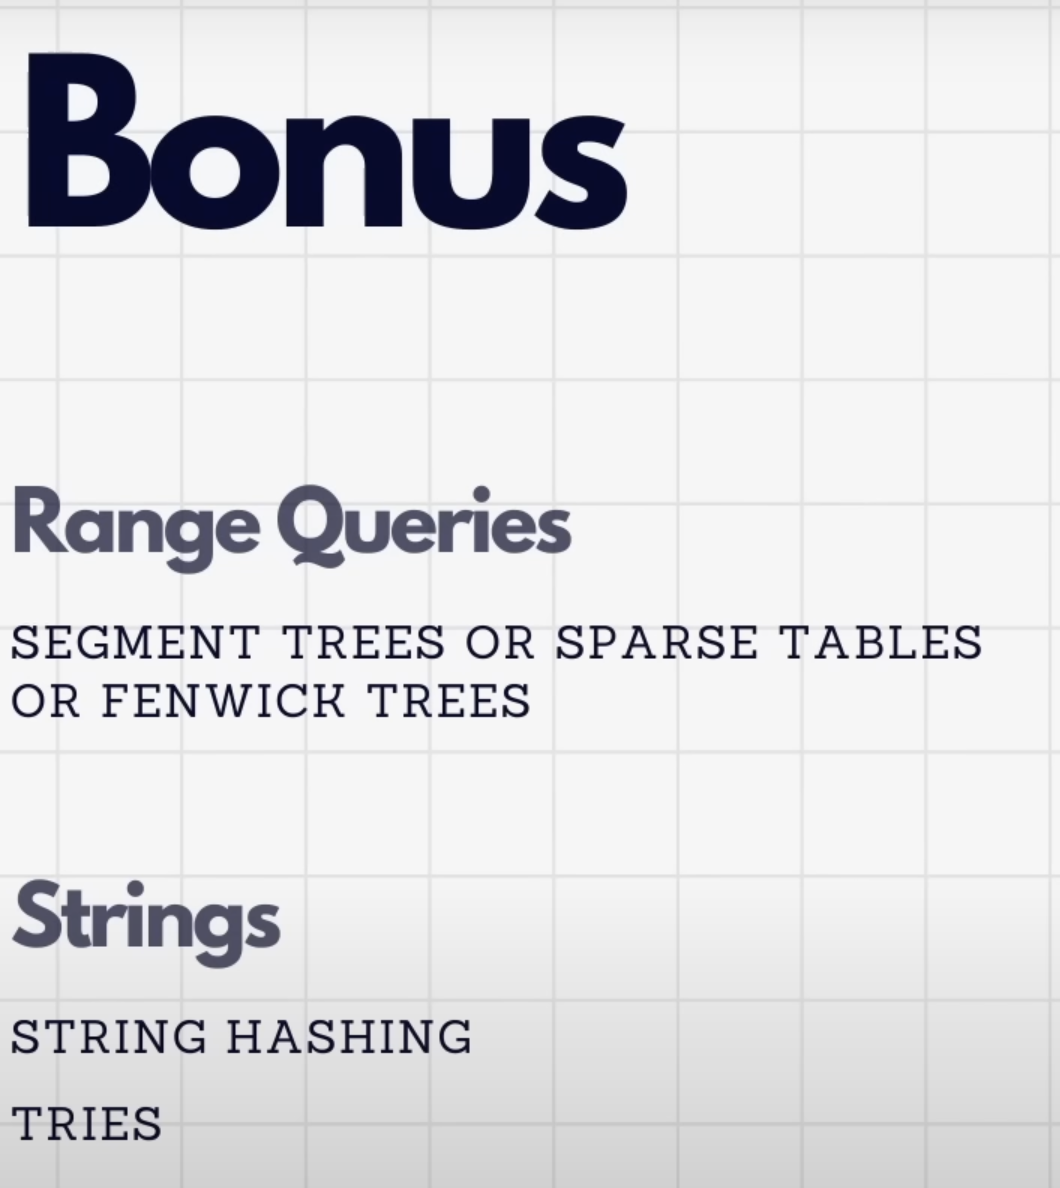 Bonus
Range Queries
SEGMENT TREES OR SPARSE TABLES
OR FENWICK TREES
Strings
STRING HASHING
TRIES